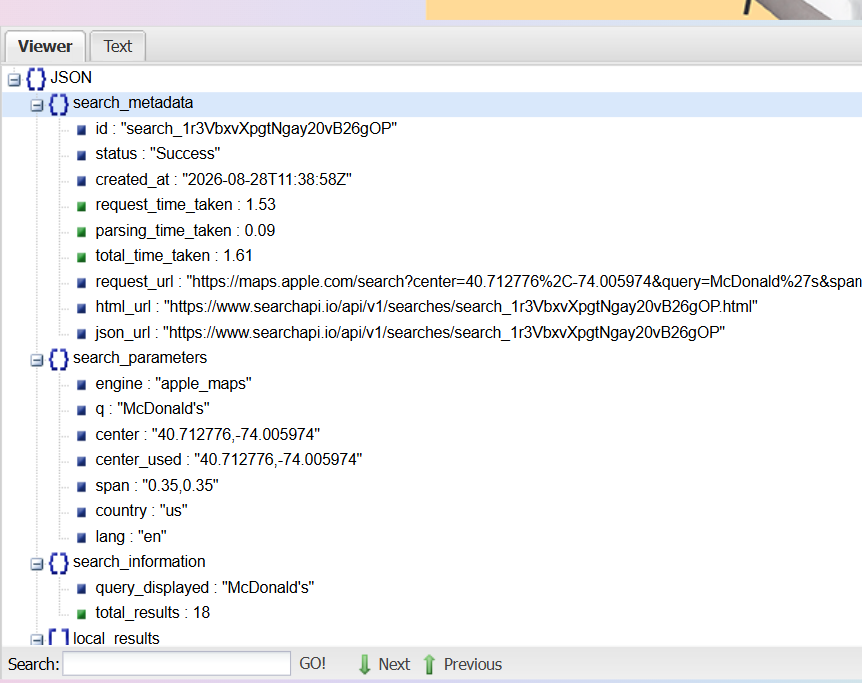 Viewer Text
JSON
search_metadata
id : "search_1r3VbxvXpgtNgay20vB26gOP"
status : "Success"
created_at : "2026-08-28T11:38:58Z"
request_time_taken : 1.53
parsing_time_taken : 0.09
total_time_taken : 1.61
request_url : "https://maps.apple.com/search?center=40.712776%2C-74.005974&query=McDonald%27s&span
html_url : "https://www.searchapi.io/api/v1/searches/search_1r3VbxvXpgtNgay20vB26gOP.html"
json_url : "https://www.searchapi.io/api/v1/searches/search_1r3VbxvXpgtNgay20vB26gOP"
search_parameters
engine : "apple_maps"
q : "McDonald's"
center : "40.712776,-74.005974"
center_used : "40.712776,-74.005974"
span : "0.35,0.35"
country : "us"
lang : "en"
search_information
query_displayed : "McDonald's"
total_results : 18
local_results
Search: GO! Next Previous